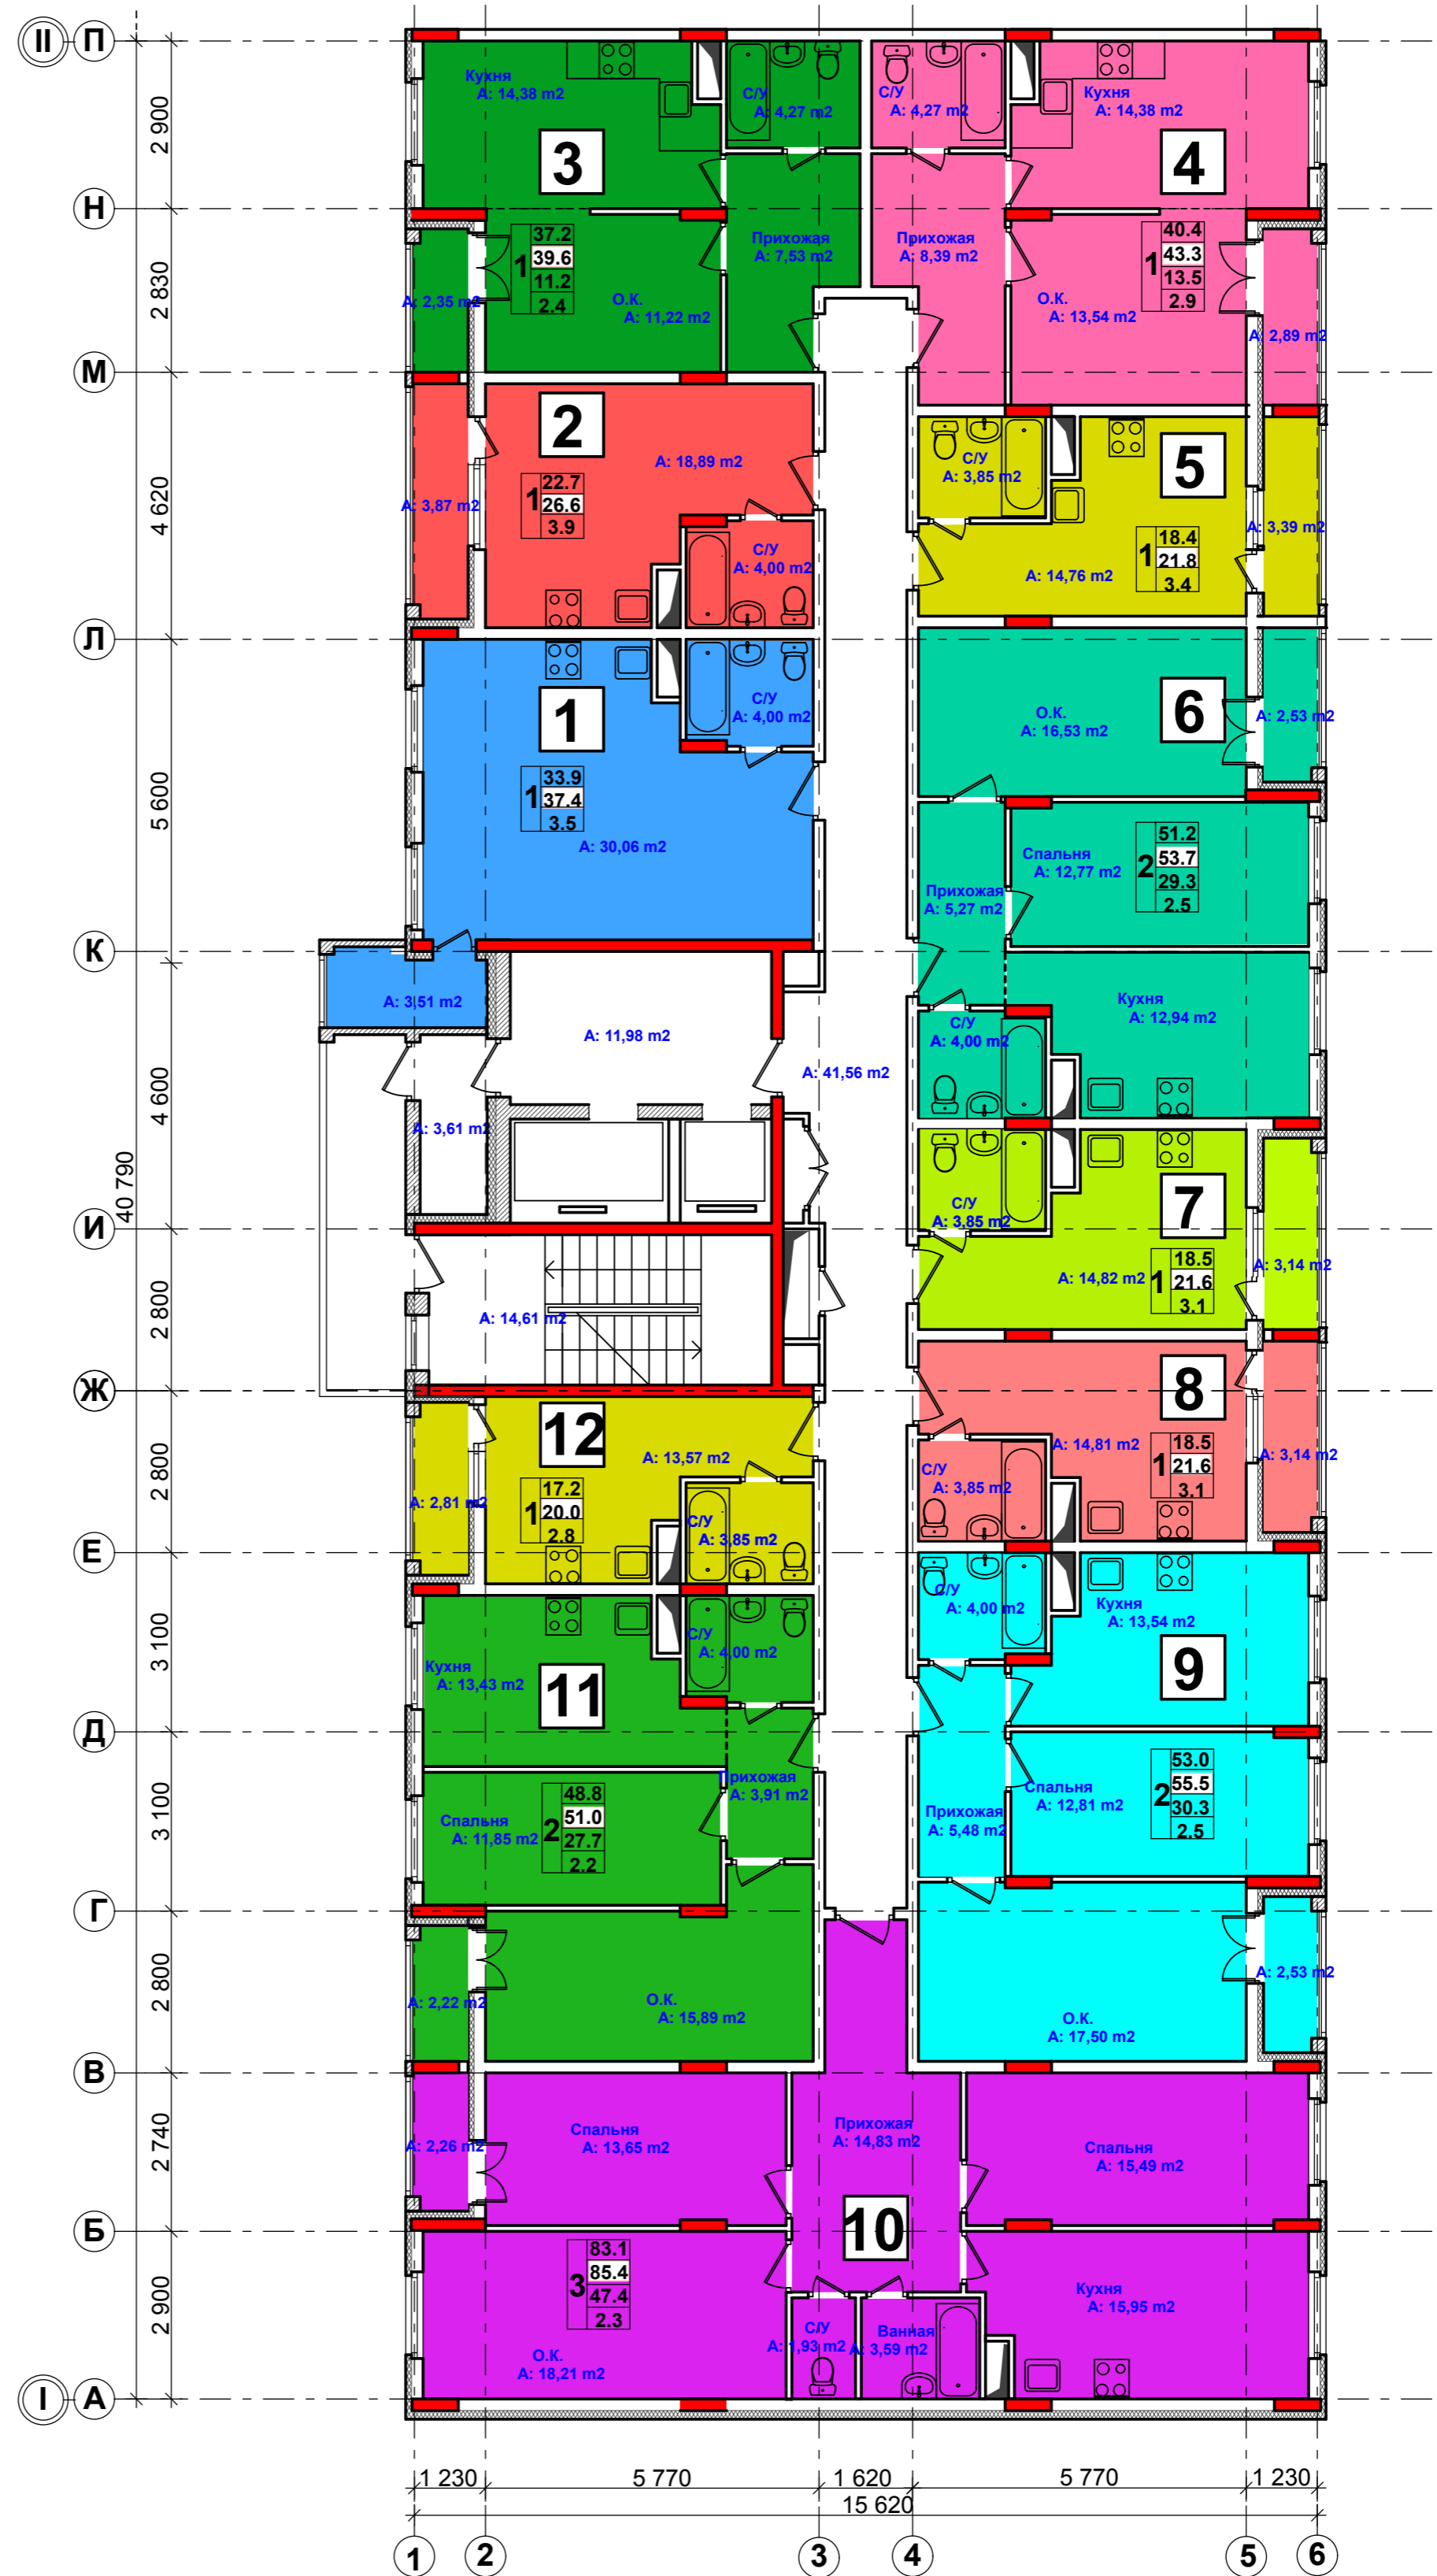 II П
Кухня
A: 14,38 m2
С/У
A: 4,27 m2
С/У
A: 4,27 m2
Кухня
A: 14,38 m2
2 900
3
4
Н
37.2
1 39.6
11.2
2.4
Прихожая
A: 7,53 m2
Прихожая
A: 8,39 m2
40.4
1 43.3
13.5
2.9
2 830
A: 2,35 m2
О.К.
A: 11,22 m2
О.К.
A: 13,54 m2
A: 2,89 m2
М
2
A: 18,89 m2
22.7
1 26.6
3.9
A: 3,87 m2
4 620
С/У
A: 4,00 m2
С/У
A: 3,85 m2
5
A: 3,39 m2
18.4
1 21.8
3.4
A: 14,76 m2
Л
1
С/У
A: 4,00 m2
О.К.
A: 16,53 m2
6
A: 2,53 m2
33.9
1 37.4
3.5
5 600
A: 30,06 m2
51.2
2 53.7
29.3
2.5
Спальня
A: 12,77 m2
Прихожая
A: 5,27 m2
К
A: 3,51 m2
A: 11,98 m2
Кухня
A: 12,94 m2
С/У
A: 4,00 m2
A: 41,56 m2
4 600
A: 3,61 m2
40 790
И
С/У
A: 3,85 m2
7
A: 14,82 m2
18.5
1 21.6
3.1
A: 3,14 m2
2 800
A: 14,61 m2
Ж
8
12
A: 13,57 m2
A: 14,81 m2
18.5
1 21.6
3.1
A: 3,14 m2
С/У
A: 3,85 m2
2 800
A: 2,81 m2
17.2
1 20.0
2.8
С/У
A: 3,85 m2
Е
С/У
A: 4,00 m2
Кухня
A: 13,54 m2
3 100
С/У
A: 4,00 m2
Кухня
A: 13,43 m2
11
9
Д
Прихожая
A: 3,91 m2
53.0
2 55.5
30.3
2.5
Спальня
A: 12,81 m2
Прихожая
A: 5,48 m2
3 100
48.8
2 51.0
27.7
2.2
Спальня
A: 11,85 m2
Г
2 800
A: 2,22 m2
О.К.
A: 15,89 m2
О.К.
A: 17,50 m2
A: 2,53 m2
В
2 740
A: 2,26 m2
Спальня
A: 13,65 m2
Прихожая
A: 14,83 m2
Спальня
A: 15,49 m2
Б
10
83.1
3 85.4
47.4
2.3
2 900
О.К.
A: 18,21 m2
С/У
A: 1,93 m2
Ванная
A: 3,59 m2
Кухня
A: 15,95 m2
I А
1 230 5 770 1 620 5 770 1 230
15 620
1 2 3 4 5 6